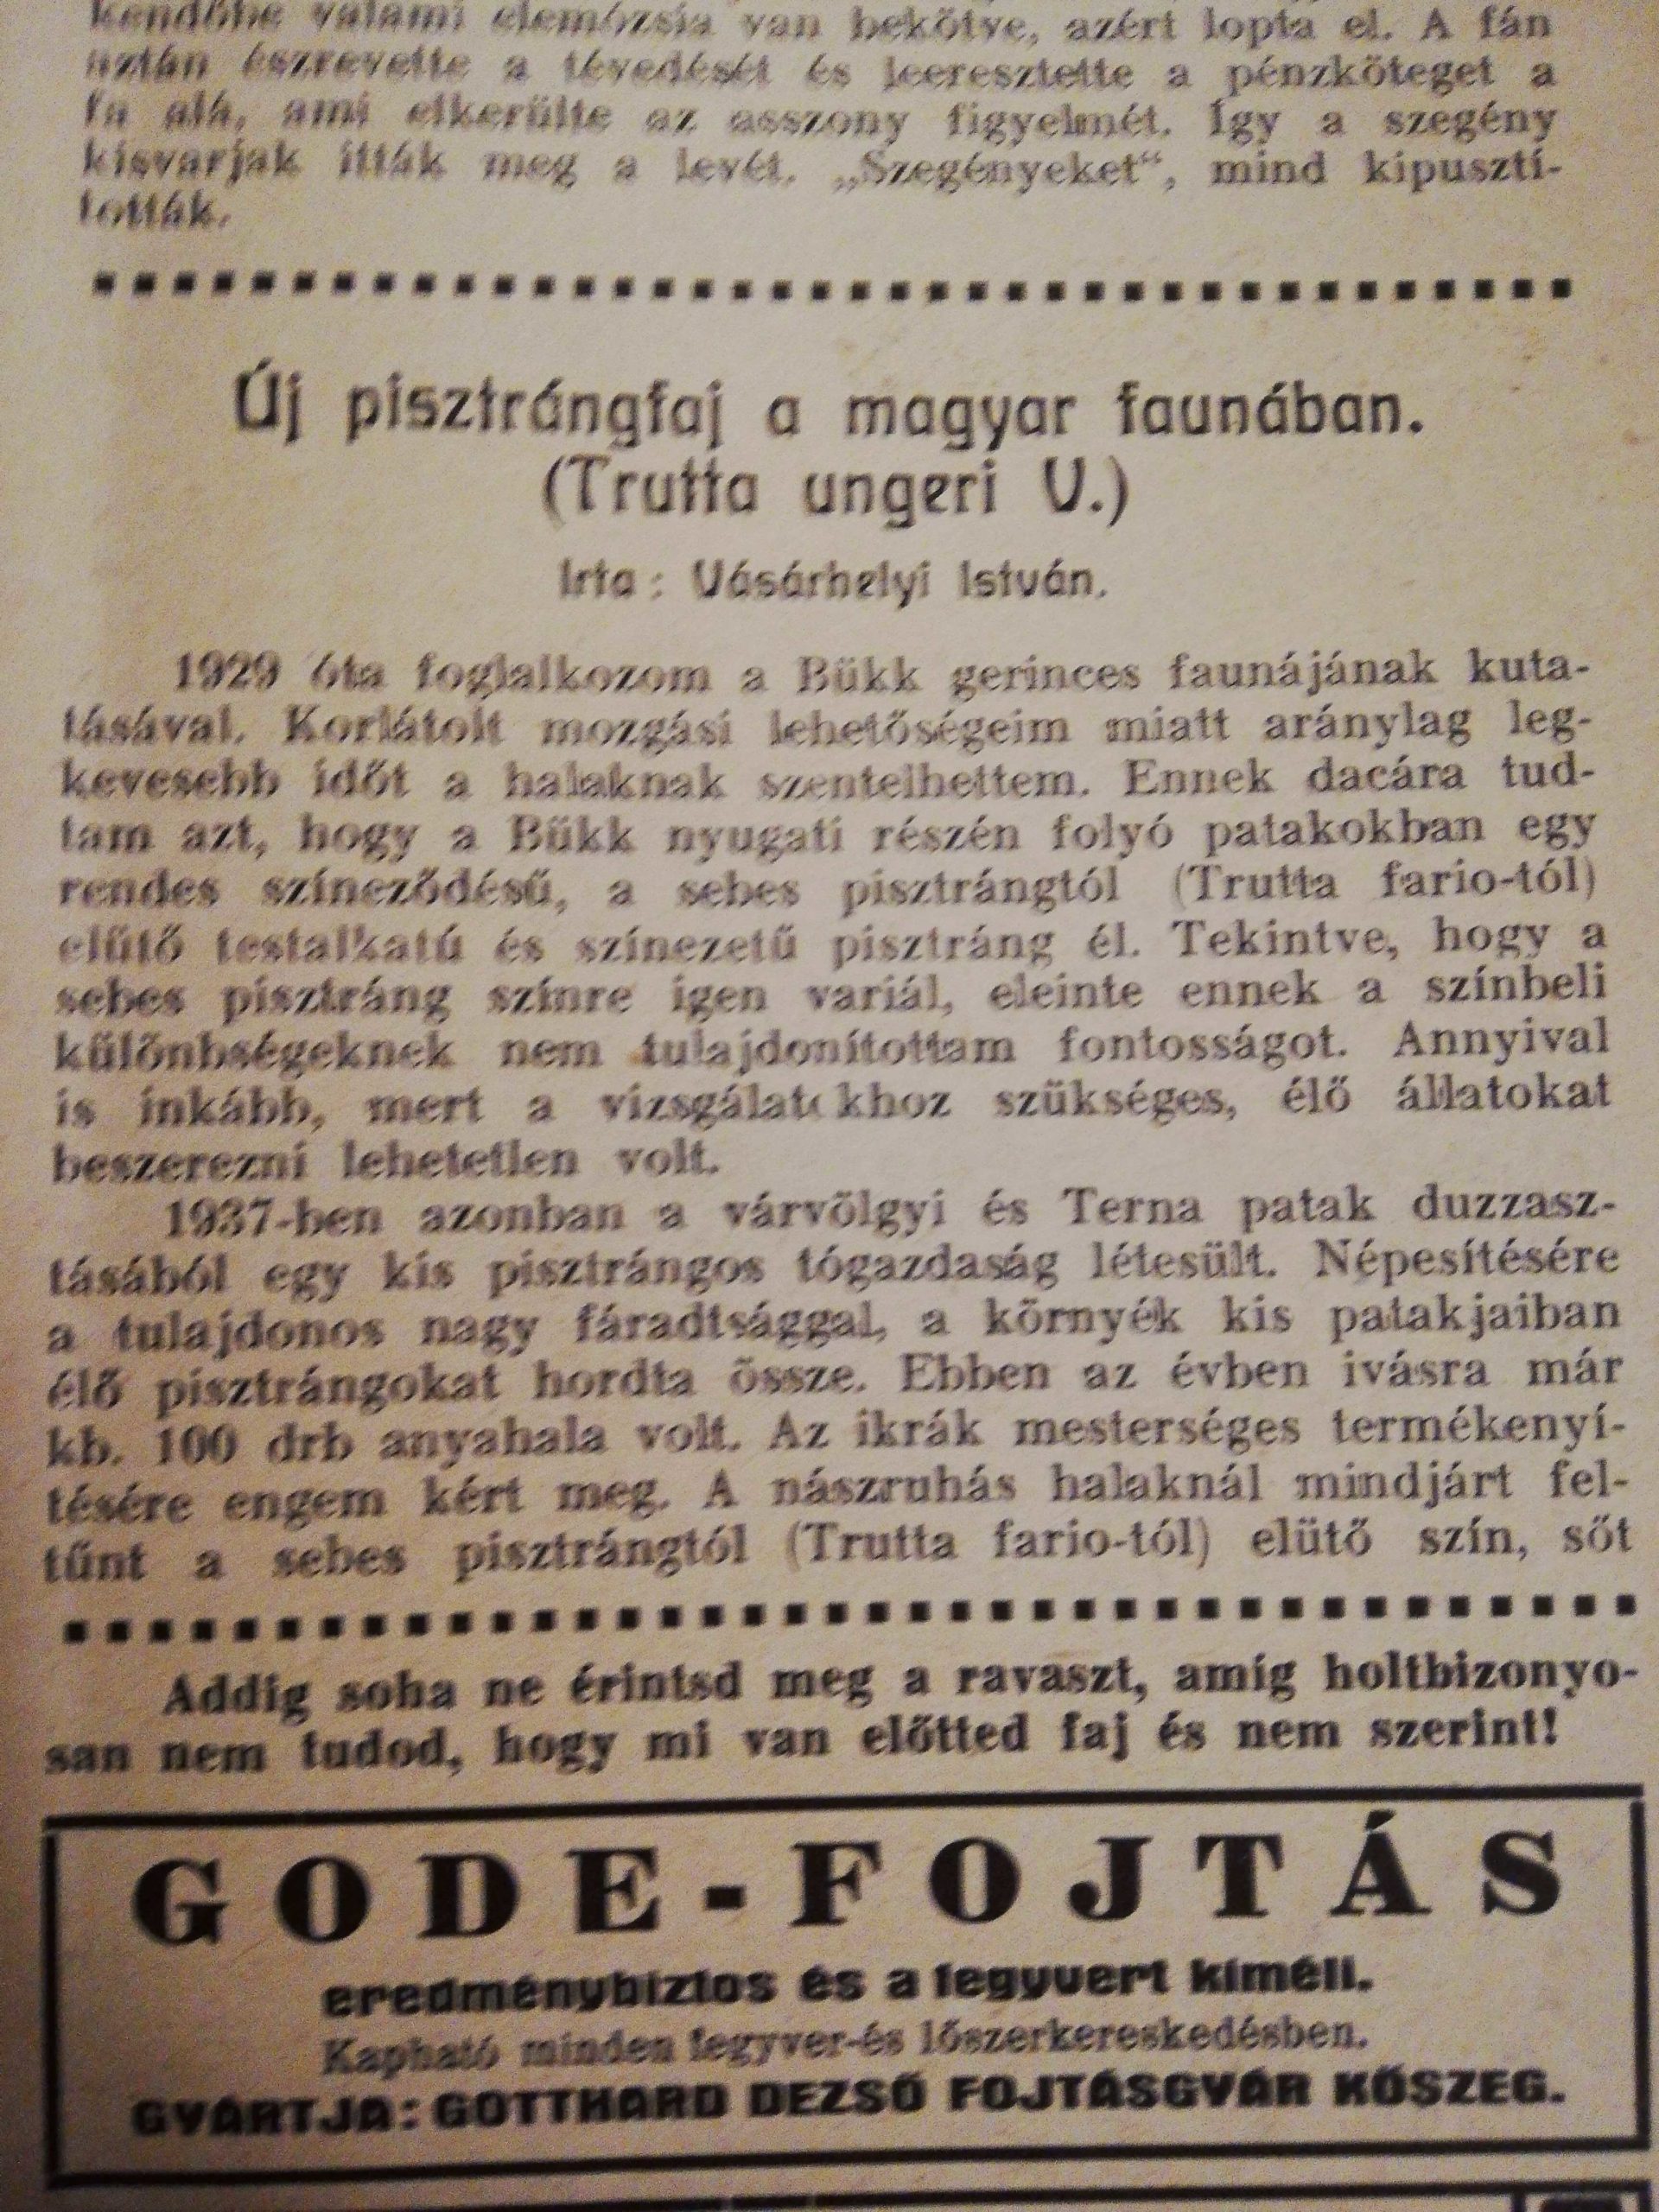 kendőbe valami elemózsia van bekötve, azért lopta el. A fán
aztán észrevette a tévedését és leeresztette a pénzköteget a
fa alá, ami elkerülte az asszony figyelmét. Így a szegény
kisvarjak itták meg a levét. „Szegényeket“, mind kipusztí-
tották.
Új pisztrángfaj a magyar faunában.
(Trutta ungeri V.)
Irta: Vásárhelyi István.
1929 óta foglalkozom a Bükk gerinces faunájának kuta-
tásával. Korlátolt mozgási lehetőségeim miatt aránylag leg-
kevesebb időt a halaknak szentelhettem. Ennek dacára tud-
tam azt, hogy a Bükk nyugati részén folyó patakokban egy
rendes színeződésű, a sebes pisztrángtól (Trutta fario-tól)
elütő testalkatú és színezetű pisztráng él. Tekintve, hogy a
sebes pisztráng színre igen variál, eleinte ennek a színbeli
különbségeknek nem tulajdonítottam fontosságot. Annyival
is inkább, mert a vizsgálatokhoz szükséges, élő állatokat
beszerezni lehetetlen volt.
1937-ben azonban a várvölgyi és Terna patak duzzasz-
tásából egy kis pisztrángos tógazdaság létesült. Népesítésére
a tulajdonos nagy fáradtsággal, a környék kis patakjaiban
élő pisztrángokat hordta össze. Ebben az évben ivásra már
kb. 100 drb anyahala volt. Az ikrák mesterséges termékenyí-
tésére engem kért meg. A nászruhás halaknál mindjárt fel-
tűnt a sebes pisztrángtól (Trutta fario-tól) elütő szín, sőt
Addig soha ne érintsd meg a ravaszt, amíg holtbizonyo-
san nem tudod, hogy mi van előtted faj és nem szerint!
GODE-FOJTÁS
eredménybiztos és a fegyvert kiméli.
Kapható minden fegyver-és lőszerkereskedésben.
GYÁRTJA: GOTTHARD DEZSŐ FOJTÁSGYÁR KŐSZEG.